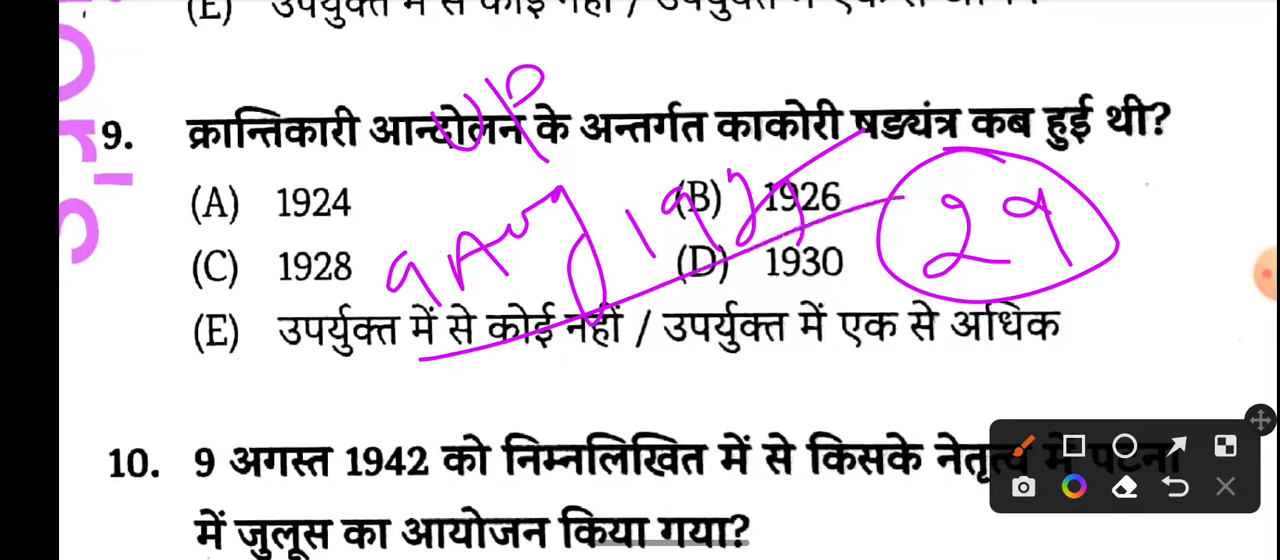 9. क्रान्तिकारी आन्दोलन के अन्तर्गत काकोरी षड्यंत्र कब हुई थी?
UP
(A) 1924 (B) 1926
9 Aug 1925
(C) 1928 (D) 1930
(E) उपर्युक्त में से कोई नहीं / उपर्युक्त में एक से अधिक
10. 9 अगस्त 1942 को निम्नलिखित में से किसके नेतृत्व में पटना
में जुलूस का आयोजन किया गया?